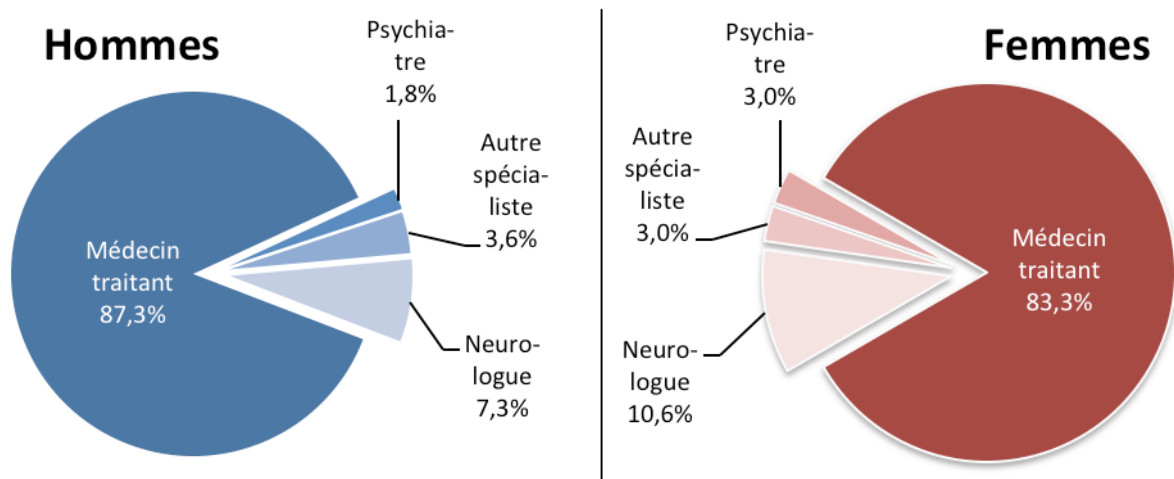 Hommes
Psychia-
tre
1,8%
Autre
spécia-
liste
3,6%
Médecin
traitant
87,3%
Neuro-
logue
7,3%
Femmes
Psychia-
tre
3,0%
Autre
spécia-
liste
3,0%
Médecin
traitant
83,3%
Neuro-
logue
10,6%